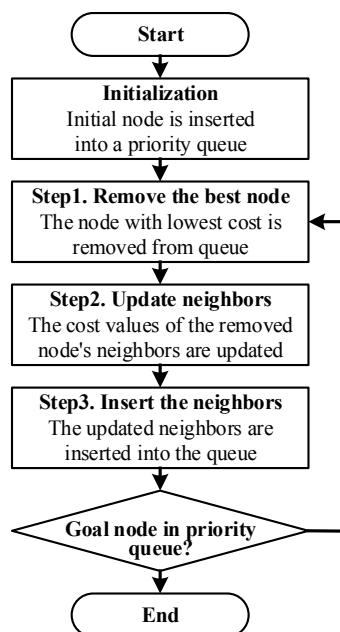 Start
Initialization
Initial node is inserted
into a priority queue
Step1. Remove the best node
The node with lowest cost is
removed from queue
Step2. Update neighbors
The cost values of the removed
node's neighbors are updated
Step3. Insert the neighbors
The updated neighbors are
inserted into the queue
Goal node in priority
queue?
End